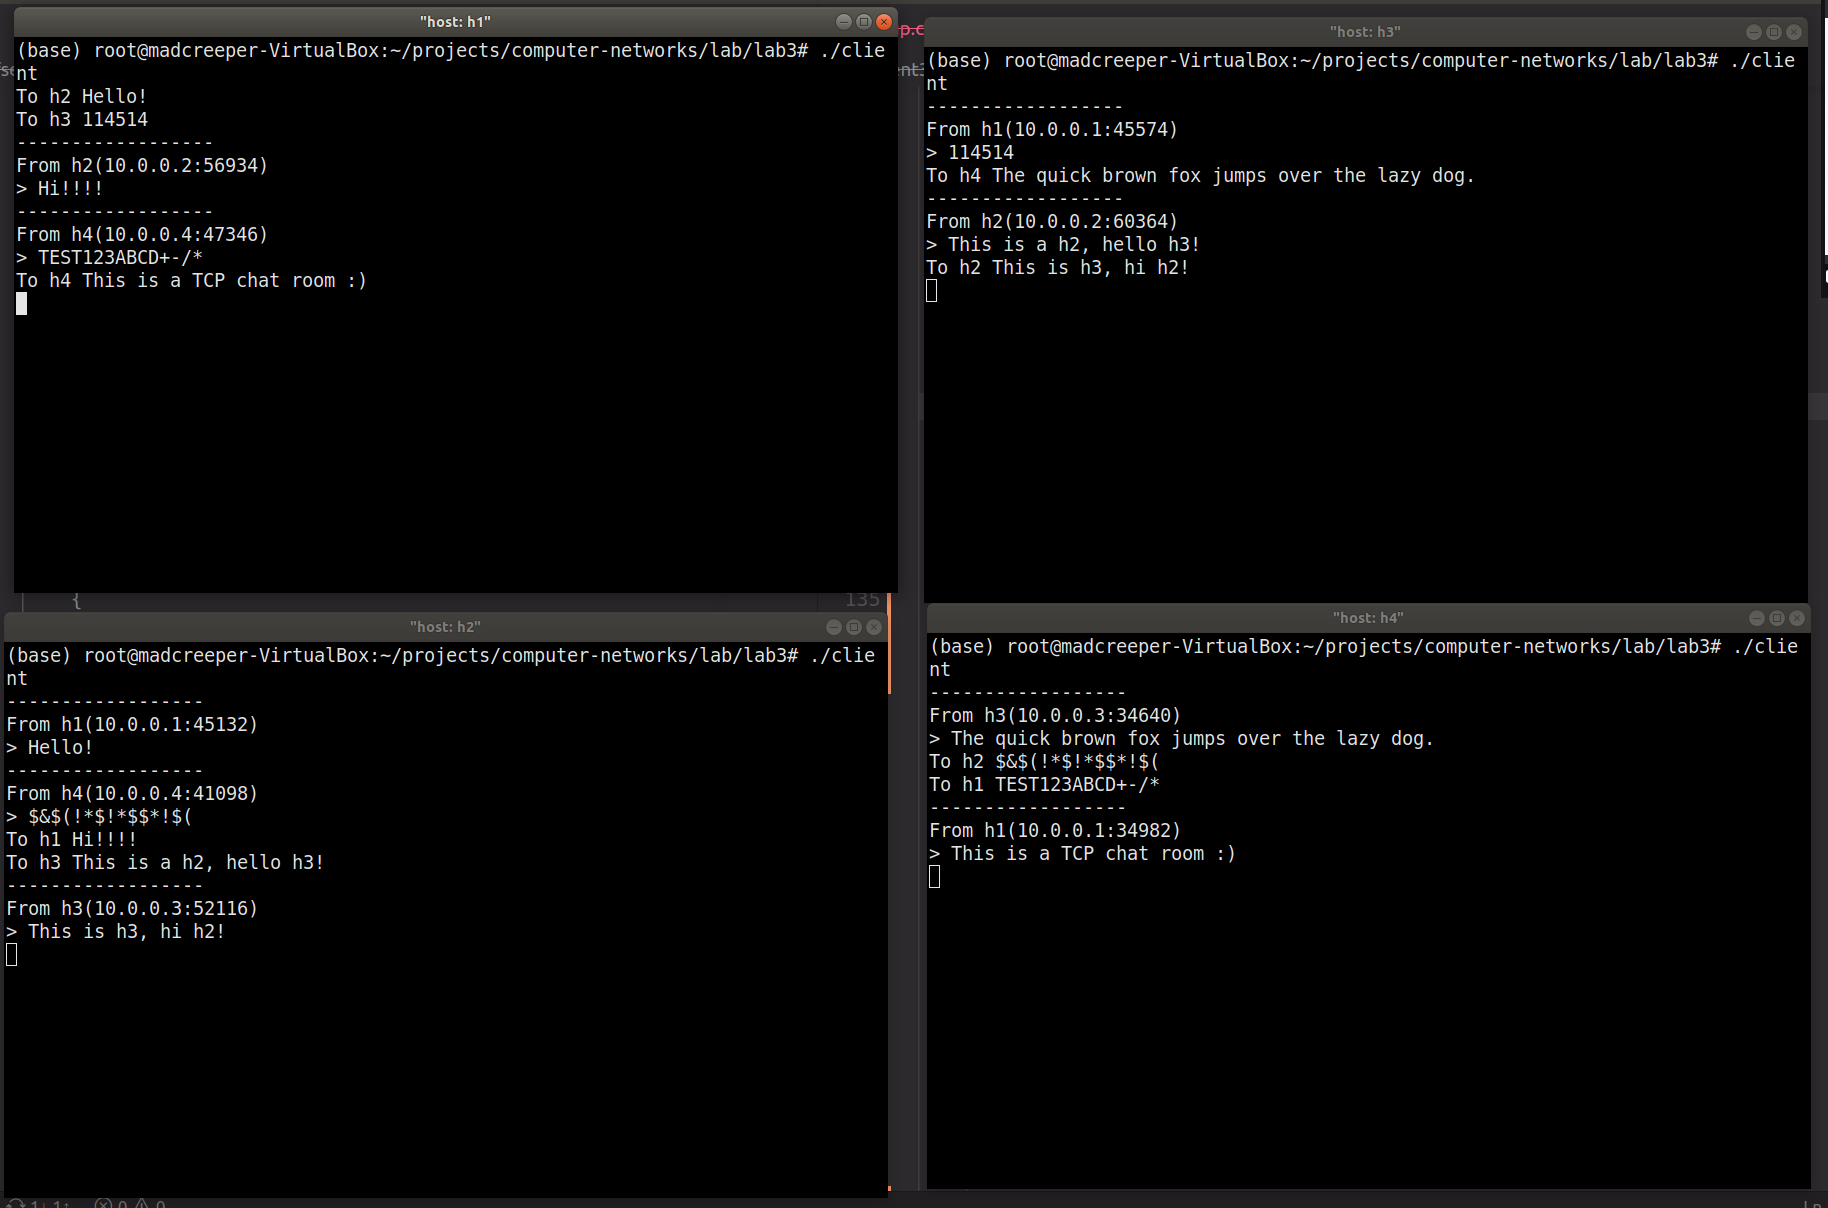 "host: h1"
(base) root@madcreeper-VirtualBox:~/projects/computer-networks/lab/lab3# ./clie
nt
To h2 Hello!
To h3 114514
------------------
From h2(10.0.0.2:56934)
> Hi!!!!
------------------
From h4(10.0.0.4:47346)
> TEST123ABCD+-/*
To h4 This is a TCP chat room :)
"host: h3"
(base) root@madcreeper-VirtualBox:~/projects/computer-networks/lab/lab3# ./clie
nt
------------------
From h1(10.0.0.1:45574)
> 114514
To h4 The quick brown fox jumps over the lazy dog.
------------------
From h2(10.0.0.2:60364)
> This is a h2, hello h3!
To h2 This is h3, hi h2!
{
135
"host: h2"
(base) root@madcreeper-VirtualBox:~/projects/computer-networks/lab/lab3# ./clie
nt
------------------
From h1(10.0.0.1:45132)
> Hello!
------------------
From h4(10.0.0.4:41098)
> $&$(!*$!*$$*!$(
To h1 Hi!!!!
To h3 This is a h2, hello h3!
------------------
From h3(10.0.0.3:52116)
> This is h3, hi h2!
"host: h4"
(base) root@madcreeper-VirtualBox:~/projects/computer-networks/lab/lab3# ./clie
nt
------------------
From h3(10.0.0.3:34640)
> The quick brown fox jumps over the lazy dog.
To h2 $&$(!*$!*$$*!$(
To h1 TEST123ABCD+-/*
------------------
From h1(10.0.0.1:34982)
> This is a TCP chat room :)